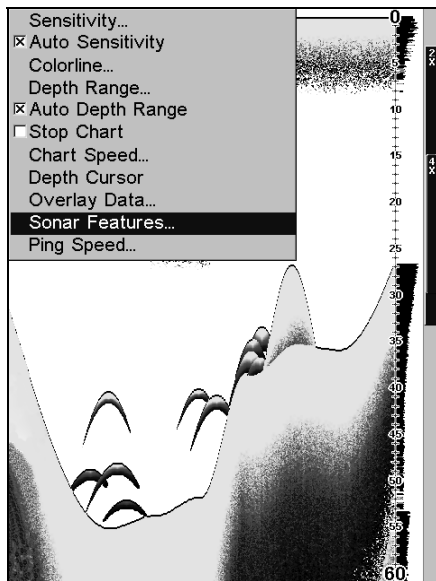 Sensitivity...
Auto Sensitivity
Colorline...
Depth Range...
Auto Depth Range
Stop Chart
Chart Speed...
Depth Cursor
Overlay Data...
Sonar Features...
Ping Speed...
0
5
10
15
20
25
30
35
40
45
50
55
60
2X
4X